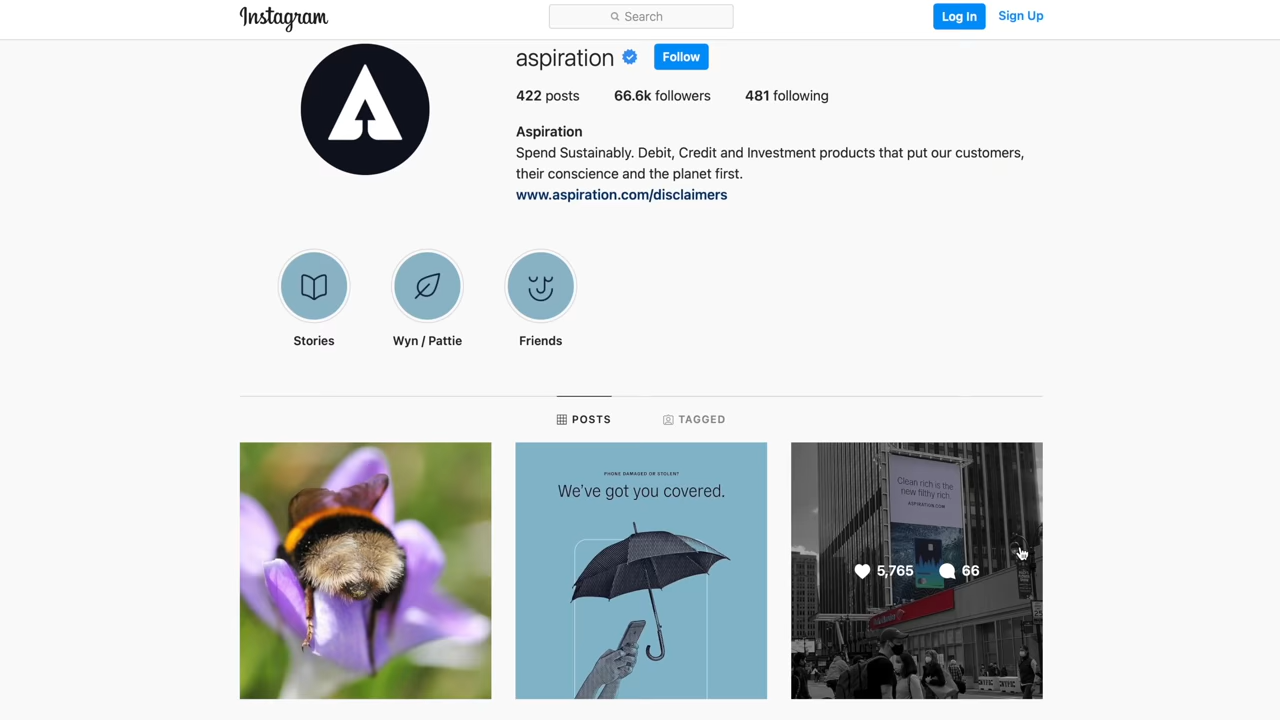 Instagram
Search
Log In
Sign Up
aspiration
Follow
422 posts
66.6k followers
481 following
Aspiration
Spend Sustainably. Debit, Credit and Investment products that put our customers,
their conscience and the planet first.
www.aspiration.com/disclaimers
Stories
Wyn / Pattie
Friends
POSTS
TAGGED
PHONE DAMAGED OR STOLEN?
We've got you covered.
Clean rich is the
new filthy rich.
ASPIRATION.COM
5,765
66